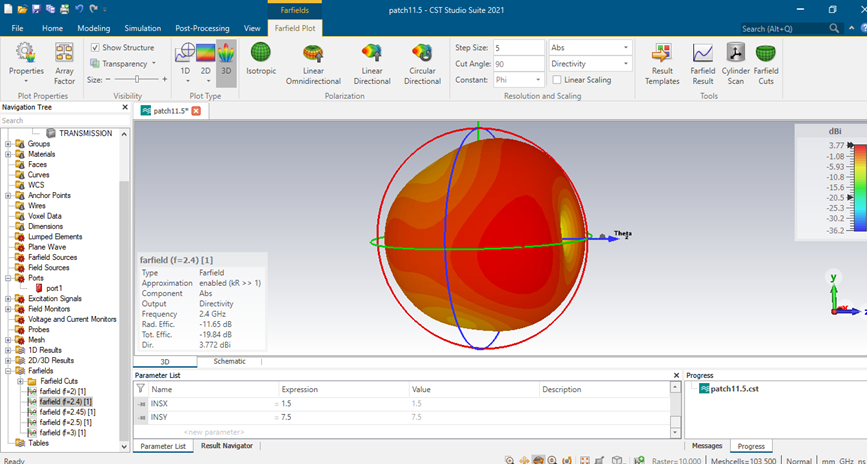 patch11.5 - CST Studio Suite 2021
Farfields
File Home Modeling Simulation Post-Processing View Farfield Plot
Search (Alt+Q)
Properties
Array Factor
Show Structure
Transparency
Size:
1D 2D 3D
Isotropic
Linear Omnidirectional
Linear Directional
Circular Directional
Step Size: 5
Cut Angle: 90
Constant: Phi
Abs
Directivity
Linear Scaling
Result Templates
Farfield Result
Cylinder Scan
Farfield Cuts
Plot Properties Visibility Plot Type Polarization Resolution and Scaling Tools
Navigation Tree
Search
TRANSMISSION
Groups
Materials
Faces
Curves
WCS
Anchor Points
Wires
Voxel Data
Dimensions
Lumped Elements
Plane Wave
Farfield Sources
Field Sources
Ports
port1
Excitation Signals
Field Monitors
Voltage and Current Monitors
Probes
Mesh
1D Results
2D/3D Results
Farfields
Farfield Cuts
farfield (f=2) [1]
farfield (f=2.4) [1]
farfield (f=2.45) [1]
farfield (f=2.5) [1]
farfield (f=3) [1]
Tables
patch11.5*
dBi
3.77
-1.08
-5.93
-10.8
-15.6
-20.5
-25.3
-30.2
-36.2
Theta
z
y
x
z
farfield (f=2.4) [1]
Type Farfield
Approximation enabled (kR >> 1)
Component Abs
Output Directivity
Frequency 2.4 GHz
Rad. Effic. -11.65 dB
Tot. Effic. -19.84 dB
Dir. 3.772 dBi
3D Schematic
Parameter List
Name Expression Value Description
INSX = 1.5 1.5
INSY = 7.5 7.5
<new parameter>
Parameter List Result Navigator
Progress
patch11.5.cst
Messages Progress
Ready
Raster=10.000 Meshcells=103,500 Normal mm GHz ns